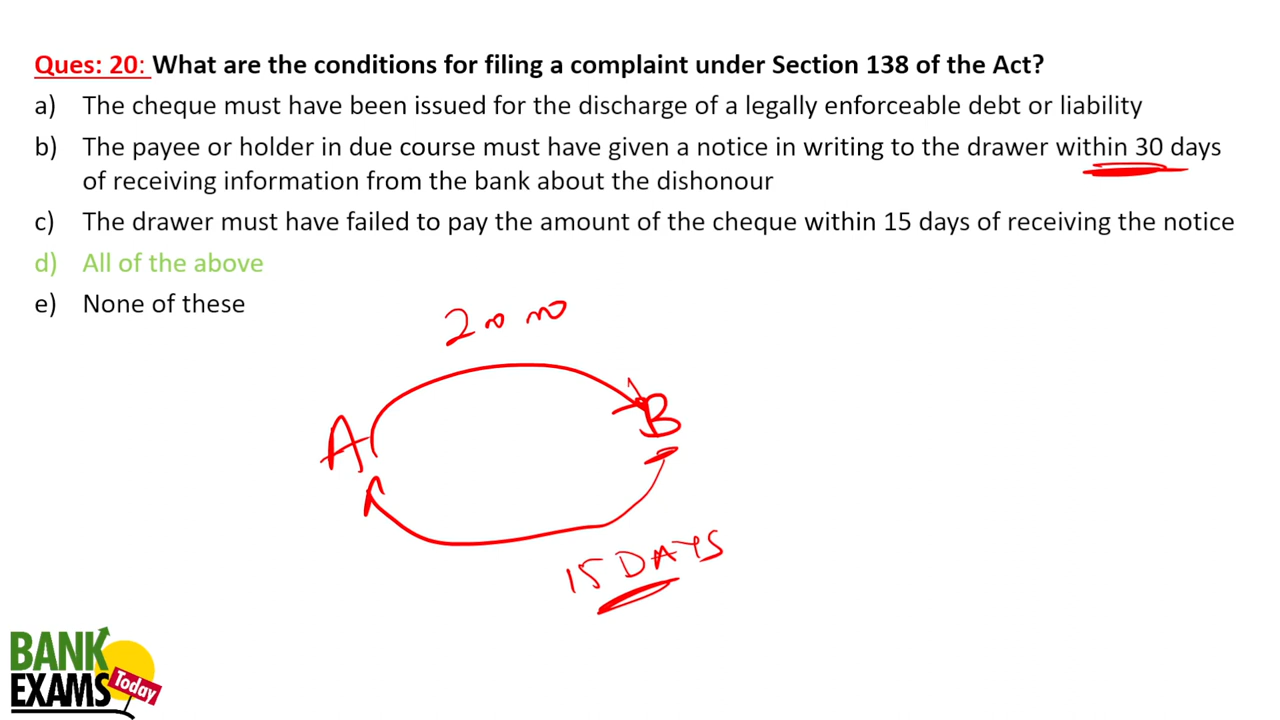 Ques: 20: What are the conditions for filing a complaint under Section 138 of the Act?
a) The cheque must have been issued for the discharge of a legally enforceable debt or liability
b) The payee or holder in due course must have given a notice in writing to the drawer within 30 days
of receiving information from the bank about the dishonour
c) The drawer must have failed to pay the amount of the cheque within 15 days of receiving the notice
d) All of the above
e) None of these
A
B
15 DAYS
BANK
EXAMS
Today